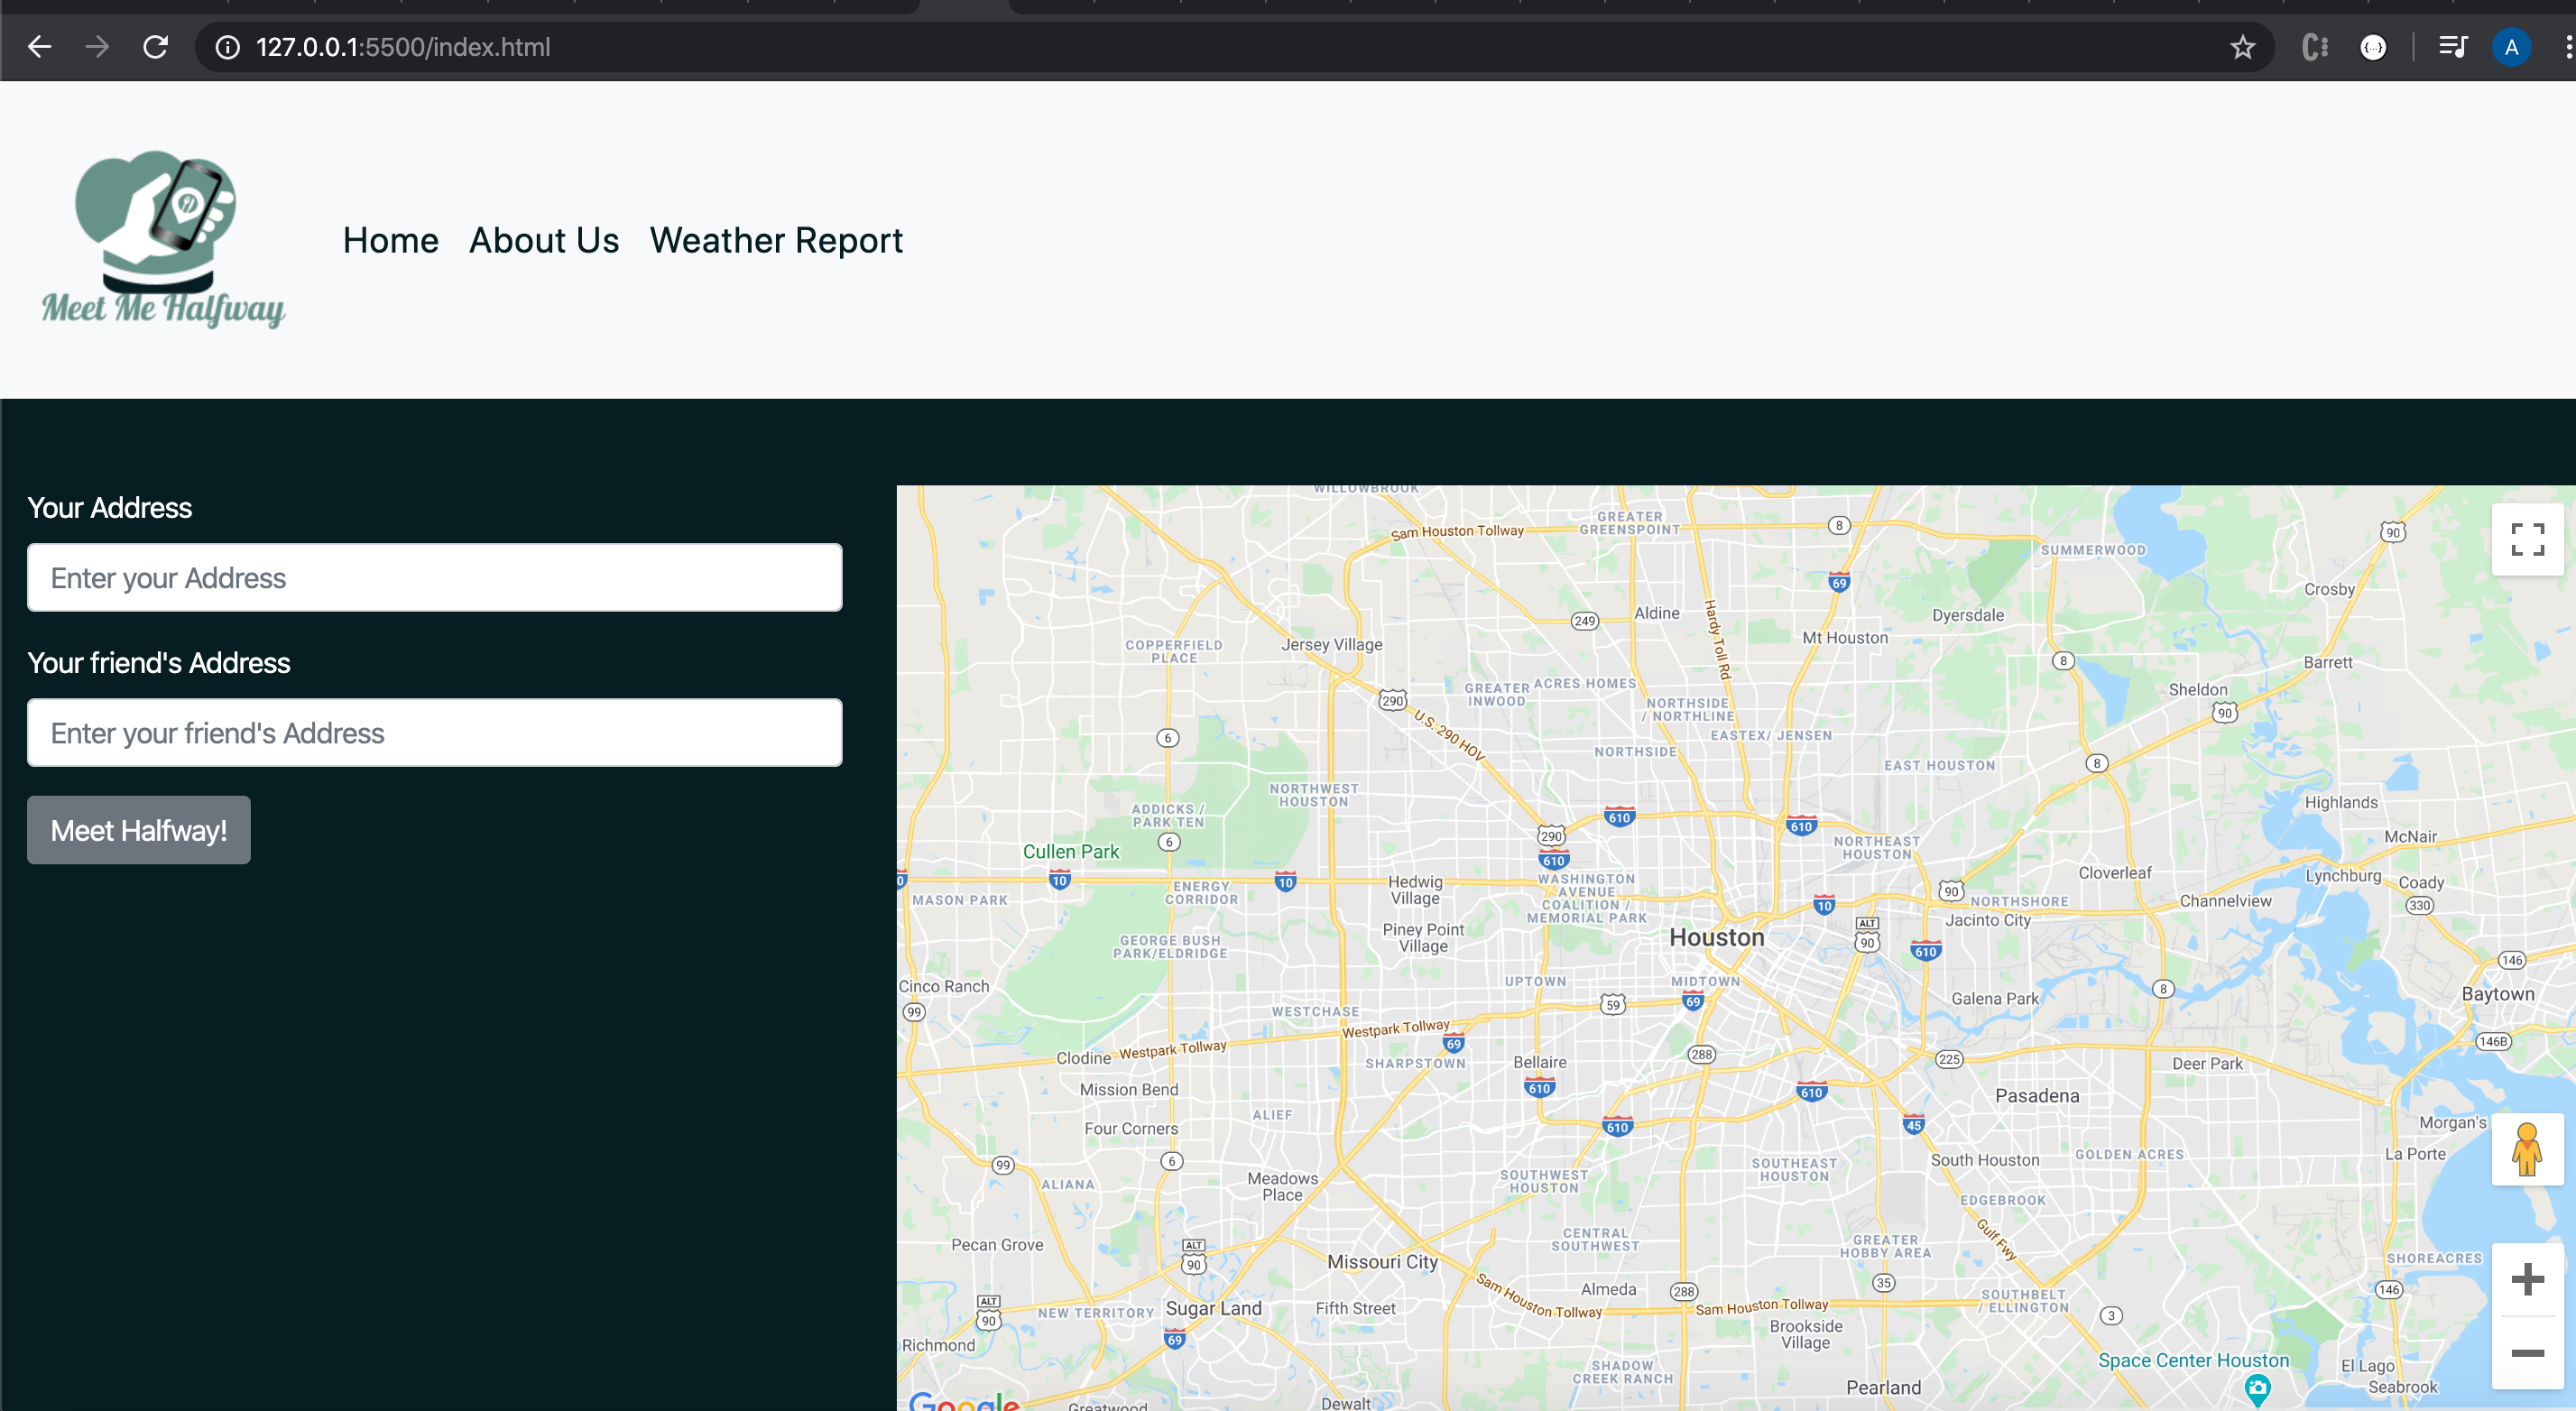 127.0.0.1:5500/index.html
A
Meet Me Halfway
Home About Us Weather Report
Your Address
Enter your Address
Your friend's Address
Enter your friend's Address
Meet Halfway!
WILLOWBROOK
Sam Houston Tollway
GREATER
GREENSPOINT
8
90
SUMMERWOOD
69
Crosby
249
Aldine
Hardy Toll Rd
Dyersdale
Mt Houston
COPPERFIELD
PLACE
Jersey Village
8
Barrett
290
GREATER
INWOOD
ACRES HOMES
NORTHSIDE
/ NORTHLINE
Sheldon
90
U.S. 290 HOV
EASTEX/ JENSEN
6
NORTHSIDE
EAST HOUSTON
8
NORTHWEST
HOUSTON
ADDICKS /
PARK TEN
Highlands
610
610
290
McNair
6
Cullen Park
610
NORTHEAST
HOUSTON
10
10
Hedwig
Village
WASHINGTON
AVENUE
COALITION /
MEMORIAL PARK
Cloverleaf
Lynchburg
Coady
ENERGY
CORRIDOR
MASON PARK
90
NORTHSHORE
Channelview
330
10
Jacinto City
Piney Point
Village
Houston
ALT
90
610
GEORGE BUSH
PARK/ELDRIDGE
146
Cinco Ranch
UPTOWN
MIDTOWN
8
Baytown
99
59
69
Galena Park
WESTCHASE
Westpark Tollway
Westpark Tollway
69
146B
Clodine
SHARPSTOWN
Bellaire
288
225
Deer Park
Mission Bend
610
610
Pasadena
ALIEF
Four Corners
610
45
Morgan's
99
6
SOUTHWEST
HOUSTON
SOUTHEAST
HOUSTON
South Houston
GOLDEN ACRES
La Porte
ALIANA
Meadows
Place
EDGEBROOK
Pecan Grove
ALT
90
CENTRAL
SOUTHWEST
GREATER
HOBBY AREA
Gulf Fwy
SHOREACRES
Missouri City
Almeda
288
35
SOUTHBELT
/ ELLINGTON
146
ALT
90
NEW TERRITORY
Sugar Land
Fifth Street
Sam Houston Tollway
Sam Houston Tollway
3
Richmond
69
Brookside
Village
Space Center Houston
El Lago
SHADOW
CREEK RANCH
Pearland
Seabrook
Google
Greatwood
Dewalt